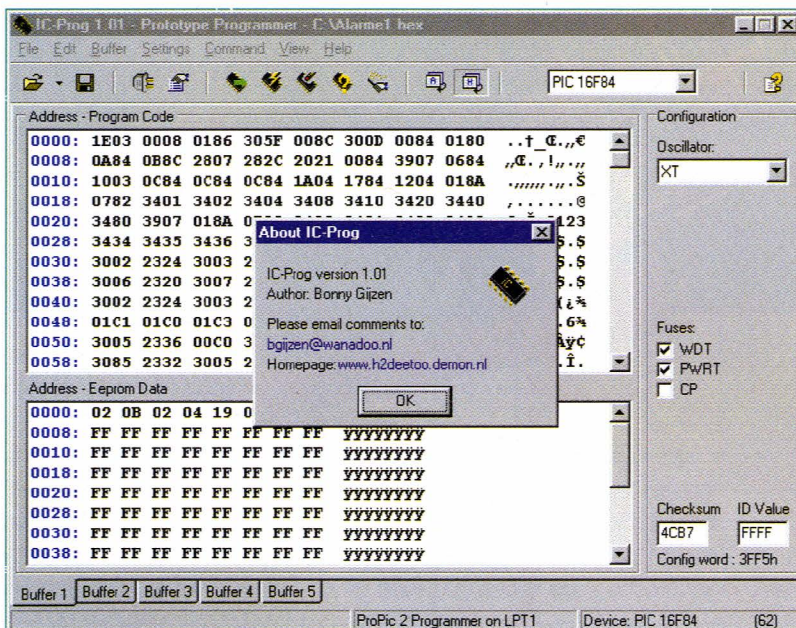 IC-Prog 1.01 - Prototype Programmer - C:\Alarme1.hex
File Edit Buffer Settings Command View Help
PIC 16F84
Address - Program Code
0000: 1E03 0008 0186 305F 008C 300D 0084 0180 ..†_Œ.„€
0008: 0A84 0B8C 2807 282C 2021 0084 3907 0684 „Œ.,!„.„
0010: 1003 0C84 0C84 0C84 1A04 1784 1204 018A .„„„.„.Š
0018: 0782 3401 3402 3404 3408 3410 3420 3440 ‚......@
0020: 3480 3907 018A
0028: 3434 3435 3436
0030: 3002 2324 3003
0038: 3006 2320 3007
0040: 3002 2324 3003
0048: 01C1 01C0 01C3
0050: 3005 2336 00C0
0058: 3085 2332 3005
About IC-Prog
IC-Prog version 1.01
Author: Bonny Gijzen
Please email comments to:
bgijzen@wanadoo.nl
Homepage: www.h2deetoo.demon.nl
OK
Address - Eeprom Data
0000: 02 0B 02 04 19
0008: FF FF FF FF FF FF FF FF ÿÿÿÿÿÿÿÿ
0010: FF FF FF FF FF FF FF FF ÿÿÿÿÿÿÿÿ
0018: FF FF FF FF FF FF FF FF ÿÿÿÿÿÿÿÿ
0020: FF FF FF FF FF FF FF FF ÿÿÿÿÿÿÿÿ
0028: FF FF FF FF FF FF FF FF ÿÿÿÿÿÿÿÿ
0030: FF FF FF FF FF FF FF FF ÿÿÿÿÿÿÿÿ
0038: FF FF FF FF FF FF FF FF ÿÿÿÿÿÿÿÿ
Configuration
Oscillator:
XT
Fuses:
WDT
PWRT
CP
Checksum ID Value
4CB7 FFFF
Config word : 3FF5h
Buffer 1 Buffer 2 Buffer 3 Buffer 4 Buffer 5
ProPic 2 Programmer on LPT1 Device: PIC 16F84 (62)